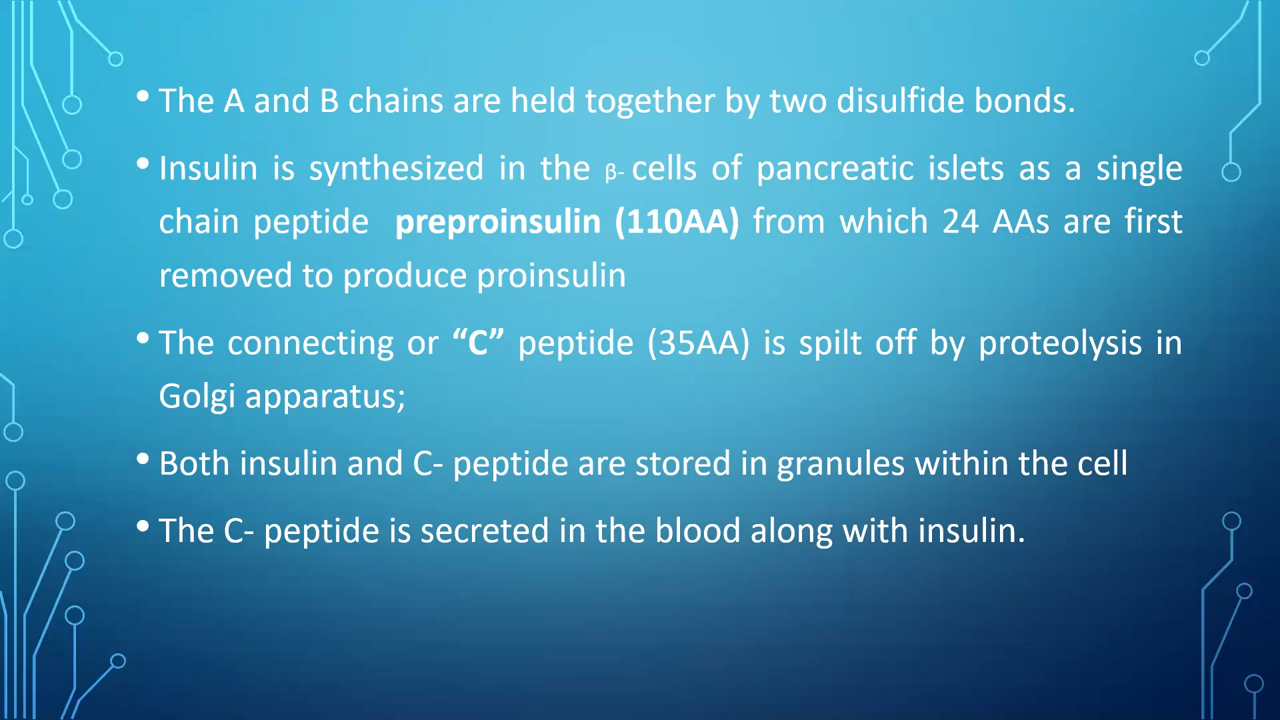 • The A and B chains are held together by two disulfide bonds.
• Insulin is synthesized in the β- cells of pancreatic islets as a single
chain peptide preproinsulin (110AA) from which 24 AAs are first
removed to produce proinsulin
• The connecting or “C” peptide (35AA) is spilt off by proteolysis in
Golgi apparatus;
• Both insulin and C- peptide are stored in granules within the cell
• The C- peptide is secreted in the blood along with insulin.